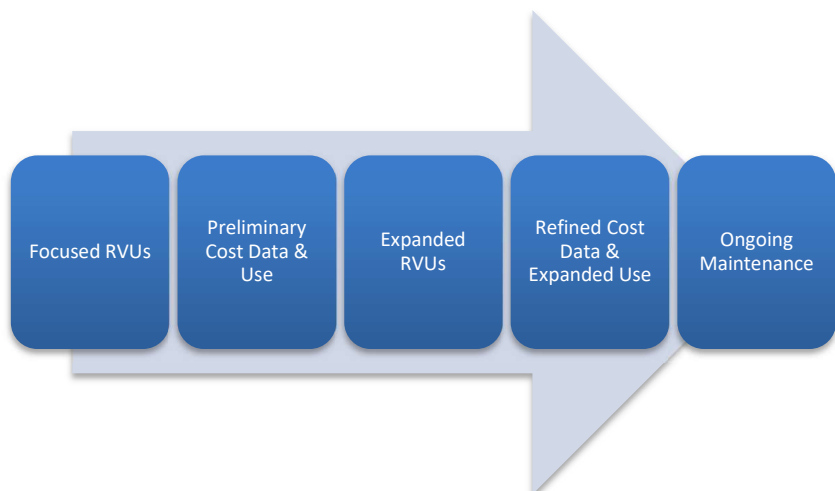 Focused RVUs
Preliminary
Cost Data &
Use
Expanded
RVUs
Refined Cost
Data &
Expanded Use
Ongoing
Maintenance